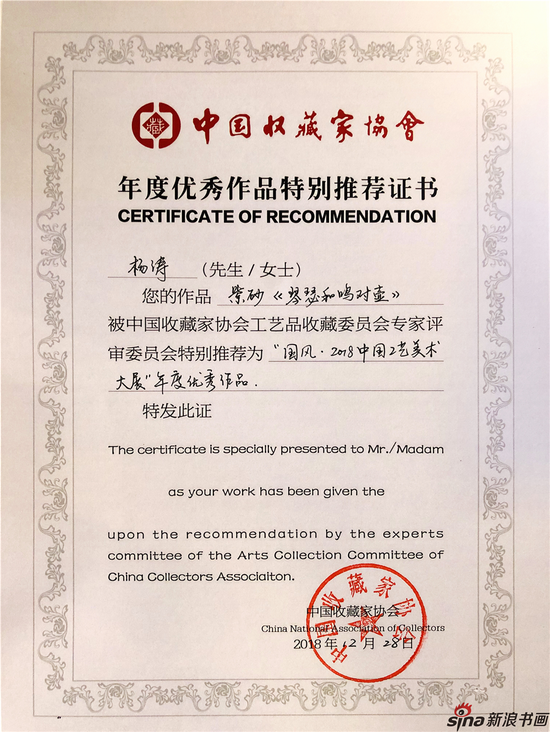 中国收藏家協會
年度优秀作品特别推荐证书
CERTIFICATE OF RECOMMENDATION
杨涛 (先生/女士)
您的作品 紫砂《琴瑟和鸣对壶》
被中国收藏家协会工艺品收藏委员会专家评
审委员会特别推荐为"国风·2018中国工艺美术
大展"年度优秀作品.
特发此证
The certificate is specially presented to Mr./Madam
as your work has been given the
upon the recommendation by the experts
committee of the Arts Collection Committee of
China Collectors Associaiton.
中国收藏家协会
中国收藏家协会
China National Association of Collectors
2018年12月28日
sina新浪书画